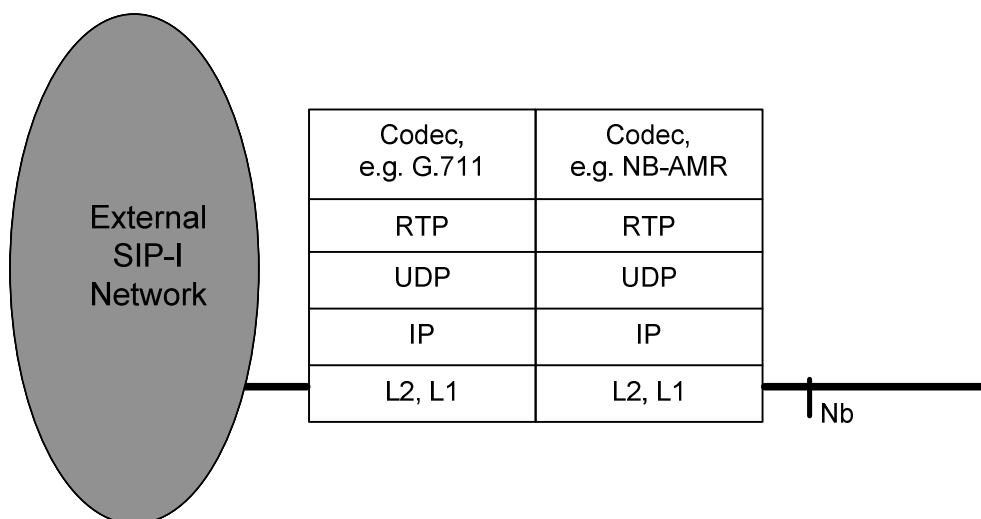 External
SIP-I
Network
Codec,
e.g. G.711
Codec,
e.g. NB-AMR
RTP
RTP
UDP
UDP
IP
IP
L2, L1
L2, L1
Nb